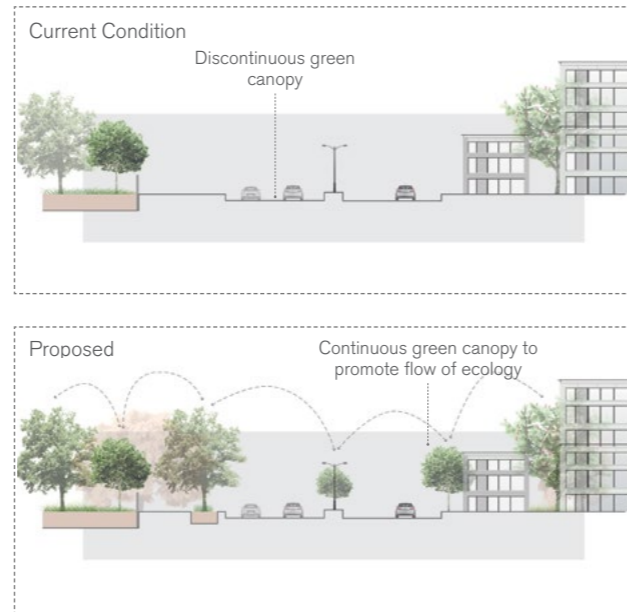 Current Condition
Discontinuous green
canopy
Proposed
Continuous green canopy to
promote flow of ecology